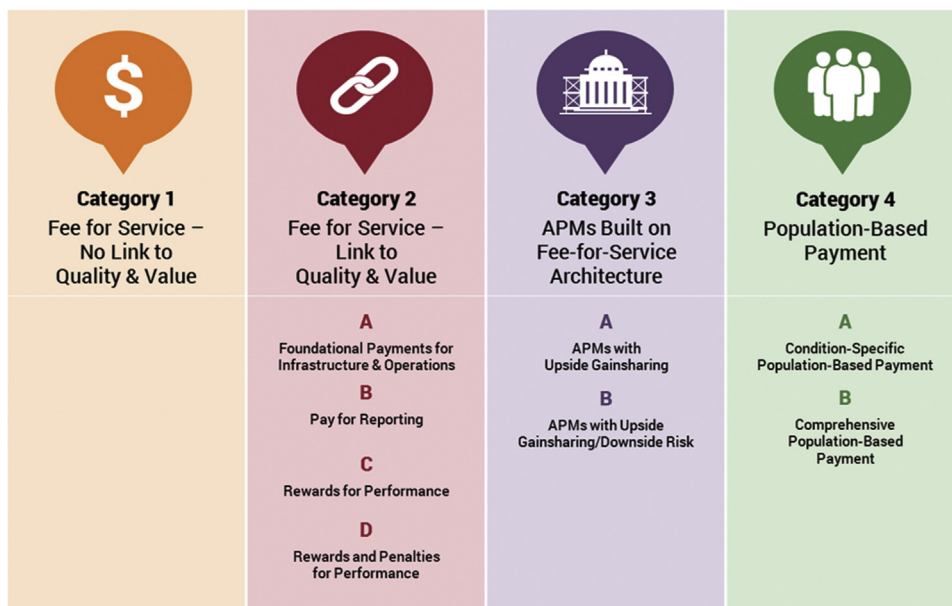 $
Category 1
Fee for Service –
No Link to
Quality & Value
Category 2
Fee for Service –
Link to
Quality & Value
A
Foundational Payments for
Infrastructure & Operations
B
Pay for Reporting
C
Rewards for Performance
D
Rewards and Penalties
for Performance
Category 3
APMs Built on
Fee-for-Service
Architecture
A
APMs with
Upside Gainsharing
B
APMs with Upside
Gainsharing/Downside Risk
Category 4
Population-Based
Payment
A
Condition-Specific
Population-Based Payment
B
Comprehensive
Population-Based
Payment